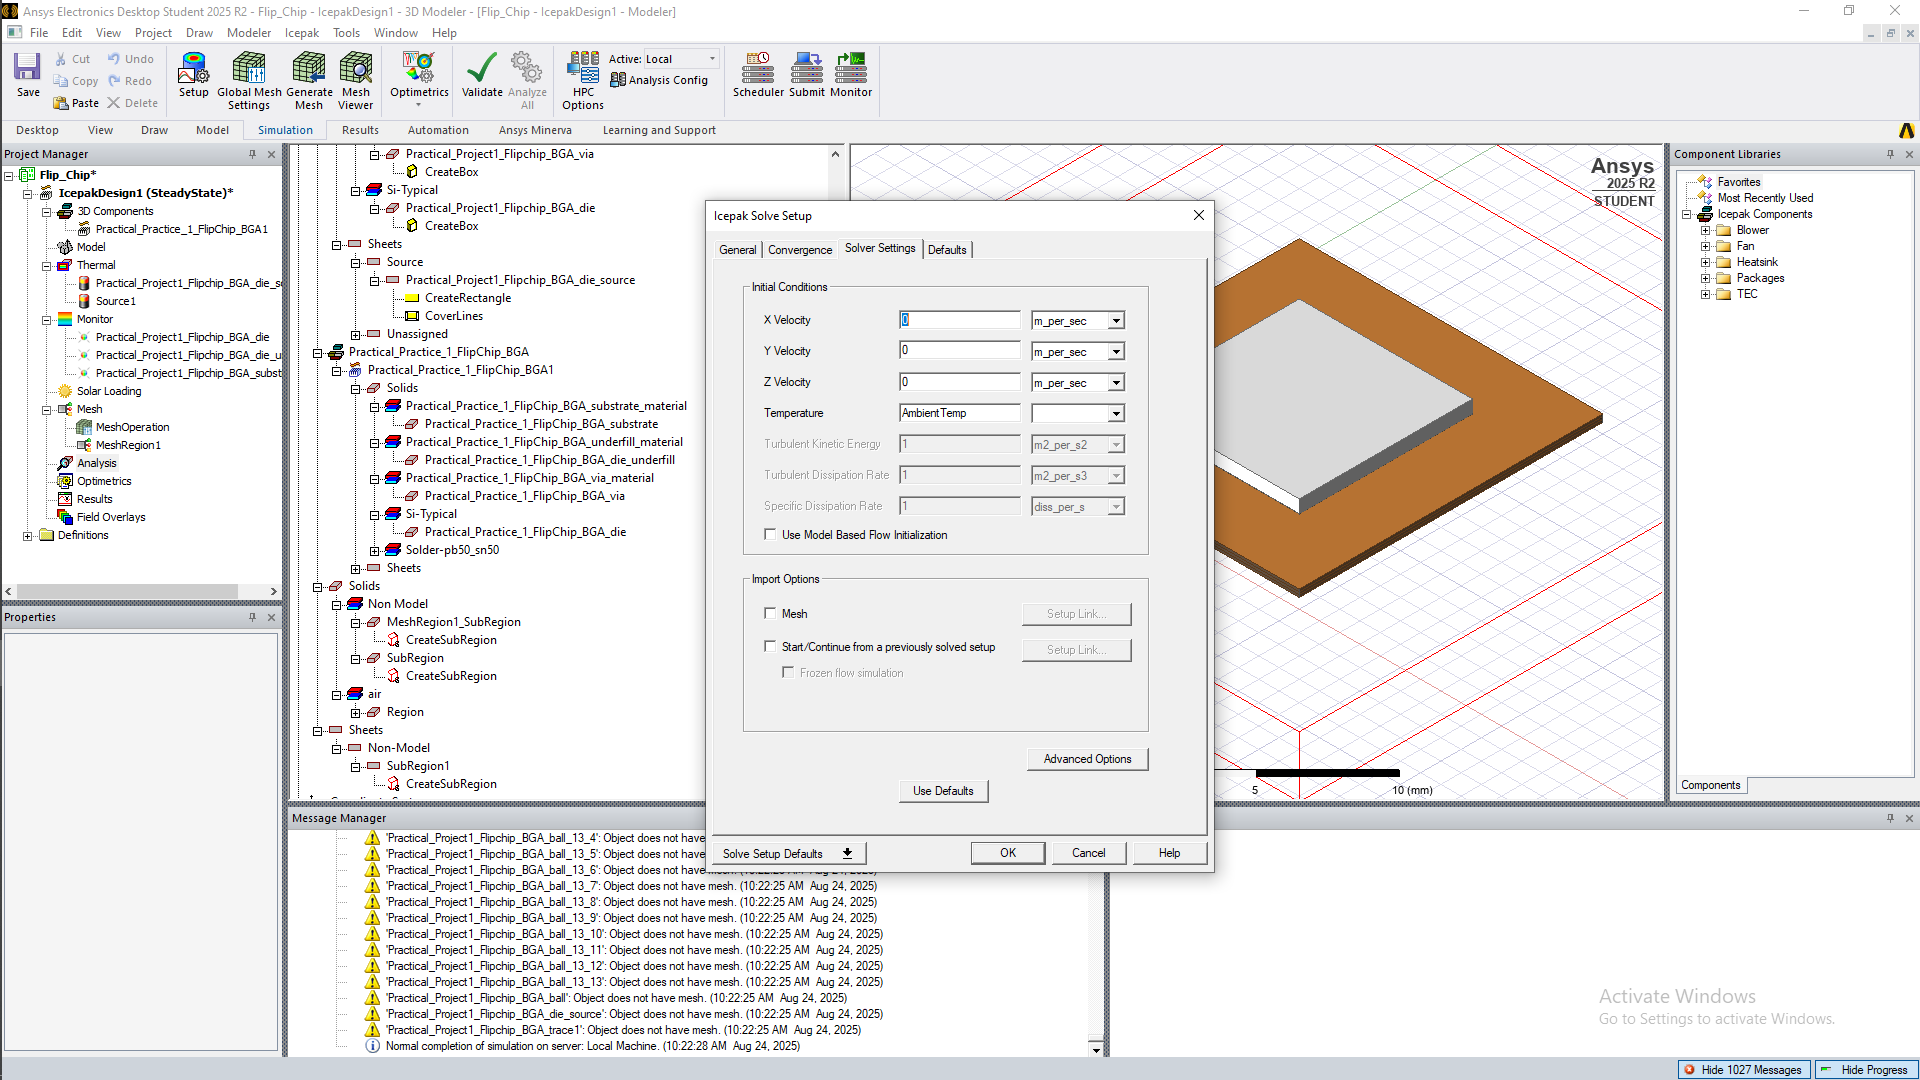 Ansys Electronics Desktop Student 2025 R2 - Flip_Chip - IcepakDesign1 - 3D Modeler - [Flip_Chip - IcepakDesign1 - Modeler]
File Edit View Project Draw Modeler Icepak Tools Window Help
Save
Cut
Copy
Paste
Undo
Redo
Delete
Setup
Global Mesh Settings
Generate Mesh
Mesh Viewer
Optimetrics
Validate
Analyze All
HPC Options
Active: Local
Analysis Config
Scheduler
Submit
Monitor
Desktop View Draw Model Simulation Results Automation Ansys Minerva Learning and Support
Project Manager
Flip_Chip*
IcepakDesign1 (SteadyState)*
3D Components
Practical_Practice_1_FlipChip_BGA1
Model
Thermal
Practical_Project1_Flipchip_BGA_die_s
Source1
Monitor
Practical_Project1_Flipchip_BGA_die
Practical_Project1_Flipchip_BGA_die_u
Practical_Project1_Flipchip_BGA_subst
Solar Loading
Mesh
MeshOperation
MeshRegion1
Analysis
Optimetrics
Results
Field Overlays
Definitions
Properties
Practical_Project1_Flipchip_BGA_via
CreateBox
Si-Typical
Practical_Project1_Flipchip_BGA_die
CreateBox
Sheets
Source
Practical_Project1_Flipchip_BGA_die_source
CreateRectangle
CoverLines
Unassigned
Practical_Practice_1_FlipChip_BGA
Practical_Practice_1_FlipChip_BGA1
Solids
Practical_Practice_1_FlipChip_BGA_substrate_material
Practical_Practice_1_FlipChip_BGA_substrate
Practical_Practice_1_FlipChip_BGA_underfill_material
Practical_Practice_1_FlipChip_BGA_die_underfill
Practical_Practice_1_FlipChip_BGA_via_material
Practical_Practice_1_FlipChip_BGA_via
Si-Typical
Practical_Practice_1_FlipChip_BGA_die
Solder-pb50_sn50
Sheets
Solids
Non Model
MeshRegion1_SubRegion
CreateSubRegion
SubRegion
CreateSubRegion
air
Region
Sheets
Non-Model
SubRegion1
CreateSubRegion
Icepak Solve Setup
General Convergence Solver Settings Defaults
Initial Conditions
X Velocity 0 m_per_sec
Y Velocity 0 m_per_sec
Z Velocity 0 m_per_sec
Temperature AmbientTemp
Turbulent Kinetic Energy 1 m2_per_s2
Turbulent Dissipation Rate 1 m2_per_s3
Specific Dissipation Rate 1 diss_per_s
Use Model Based Flow Initialization
Import Options
Mesh Setup Link...
Start/Continue from a previously solved setup Setup Link...
Frozen flow simulation
Advanced Options
Use Defaults
Solve Setup Defaults OK Cancel Help
Ansys
2025 R2
STUDENT
5 10 (mm)
Component Libraries
Favorites
Most Recently Used
Icepak Components
Blower
Fan
Heatsink
Packages
TEC
Components
Message Manager
'Practical_Project1_Flipchip_BGA_ball_13_4': Object does not have
'Practical_Project1_Flipchip_BGA_ball_13_5': Object does not have
'Practical_Project1_Flipchip_BGA_ball_13_6': Object does not have
'Practical_Project1_Flipchip_BGA_ball_13_7': Object does not have mesh. (10:22:25 AM Aug 24, 2025)
'Practical_Project1_Flipchip_BGA_ball_13_8': Object does not have mesh. (10:22:25 AM Aug 24, 2025)
'Practical_Project1_Flipchip_BGA_ball_13_9': Object does not have mesh. (10:22:25 AM Aug 24, 2025)
'Practical_Project1_Flipchip_BGA_ball_13_10': Object does not have mesh. (10:22:25 AM Aug 24, 2025)
'Practical_Project1_Flipchip_BGA_ball_13_11': Object does not have mesh. (10:22:25 AM Aug 24, 2025)
'Practical_Project1_Flipchip_BGA_ball_13_12': Object does not have mesh. (10:22:25 AM Aug 24, 2025)
'Practical_Project1_Flipchip_BGA_ball_13_13': Object does not have mesh. (10:22:25 AM Aug 24, 2025)
'Practical_Project1_Flipchip_BGA_ball': Object does not have mesh. (10:22:25 AM Aug 24, 2025)
'Practical_Project1_Flipchip_BGA_die_source': Object does not have mesh. (10:22:25 AM Aug 24, 2025)
'Practical_Project1_Flipchip_BGA_trace1': Object does not have mesh. (10:22:25 AM Aug 24, 2025)
Normal completion of simulation on server: Local Machine. (10:22:28 AM Aug 24, 2025)
Activate Windows
Go to Settings to activate Windows.
Hide 1027 Messages Hide Progress